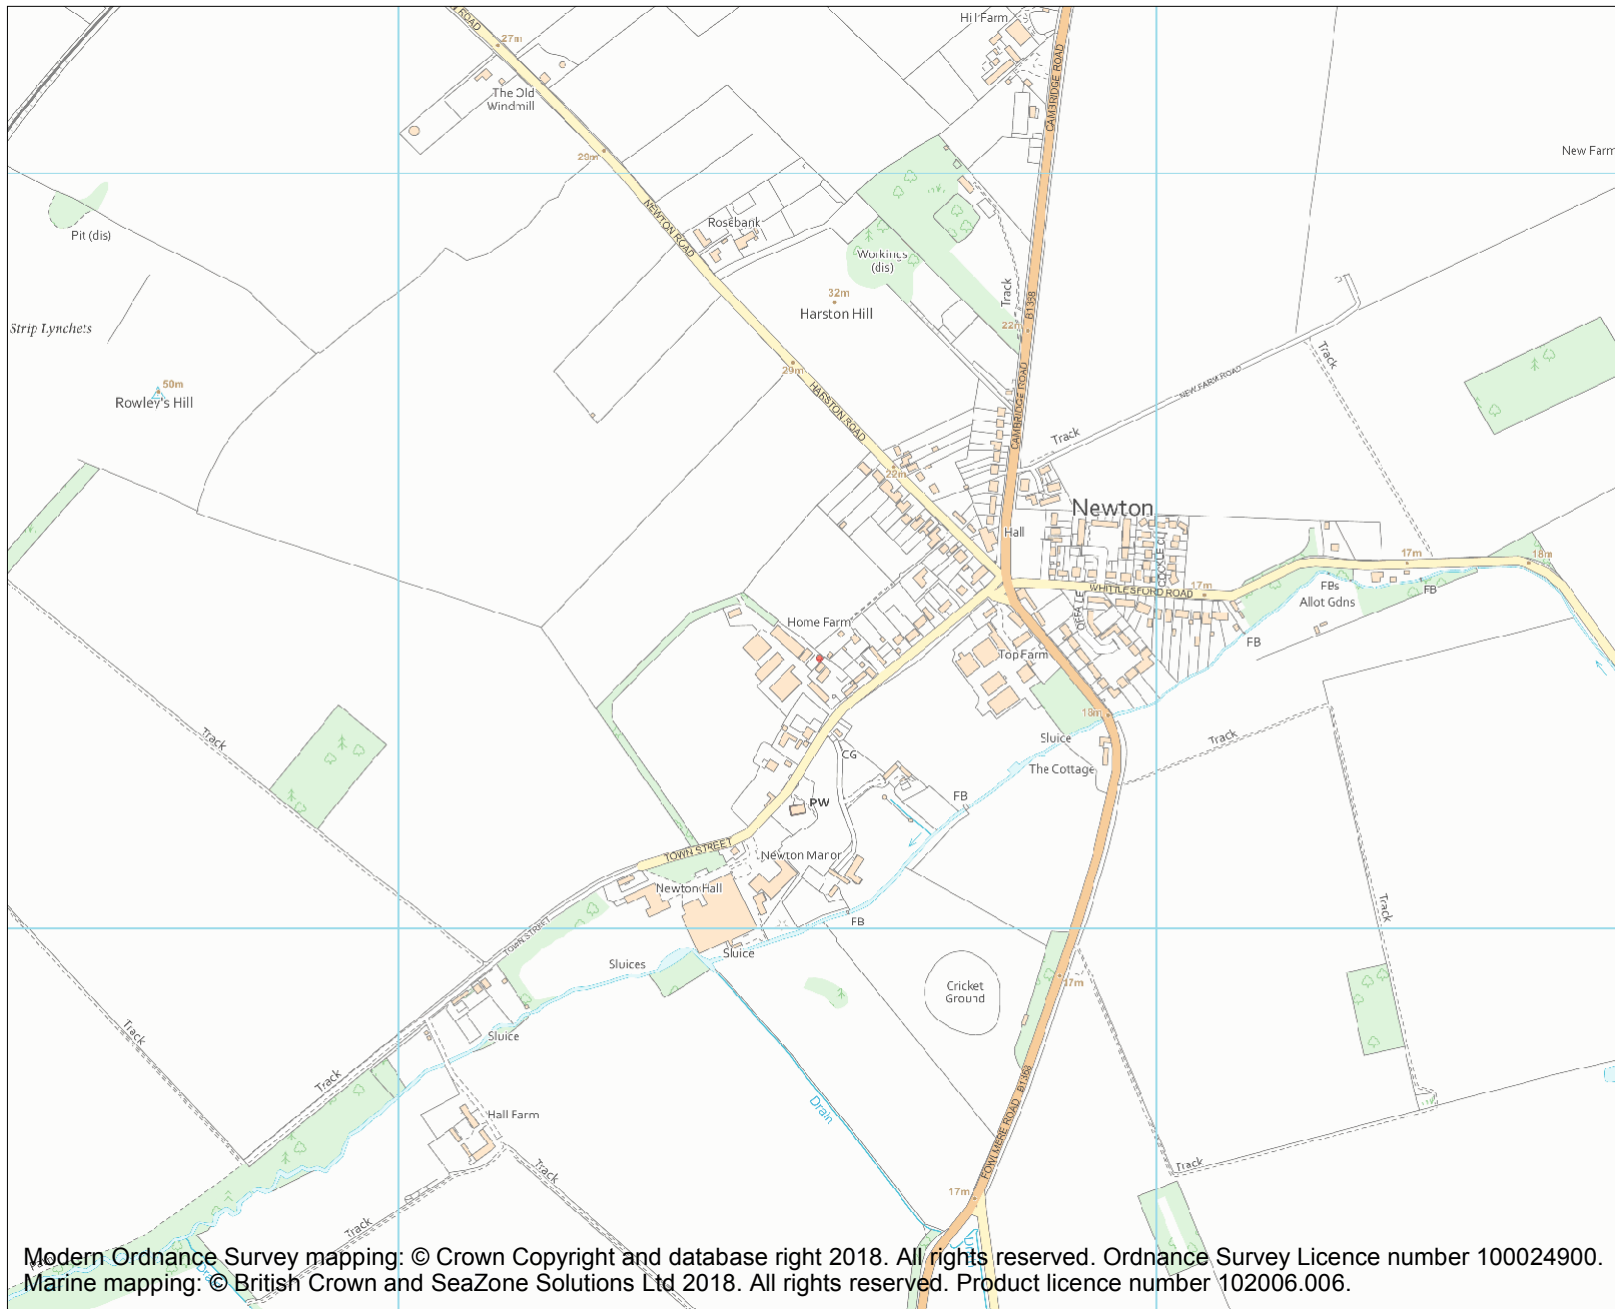 Hill Farm
27m
The Old
Windmill
CAMBRIDGE ROAD
29m
New Farm
NEWTON ROAD
Rosebank
Pit (dis)
Workings
(dis)
Track
32m
Harston Hill
B1368
22m
Strip Lynchets
29m
50m
Rowley's Hill
HARSTON ROAD
CAMBRIDGE ROAD
NEW FARM ROAD
Track
Track
22m
Newton
Hall
17m
18m
17m
WHITTLESFORD ROAD
FBs
Allot Gdns
FB
FB
Home Farm
Top Farm
18m
Sluice
Track
Track
CG
The Cottage
PW
FB
TOWN STREET
Newton Manor
Newton Hall
Track
FB
TOWN STREET
Sluices
Sluice
Cricket
Ground
17m
Track
Sluice
Track
Drain
FOWLMERE ROAD
B1368
Hall Farm
Track
Track
17m
Track
Drain
Drain
Modern Ordnance Survey mapping: © Crown Copyright and database right 2018. All rights reserved. Ordnance Survey Licence number 100024900.
Marine mapping: © British Crown and SeaZone Solutions Ltd 2018. All rights reserved. Product licence number 102006.006.